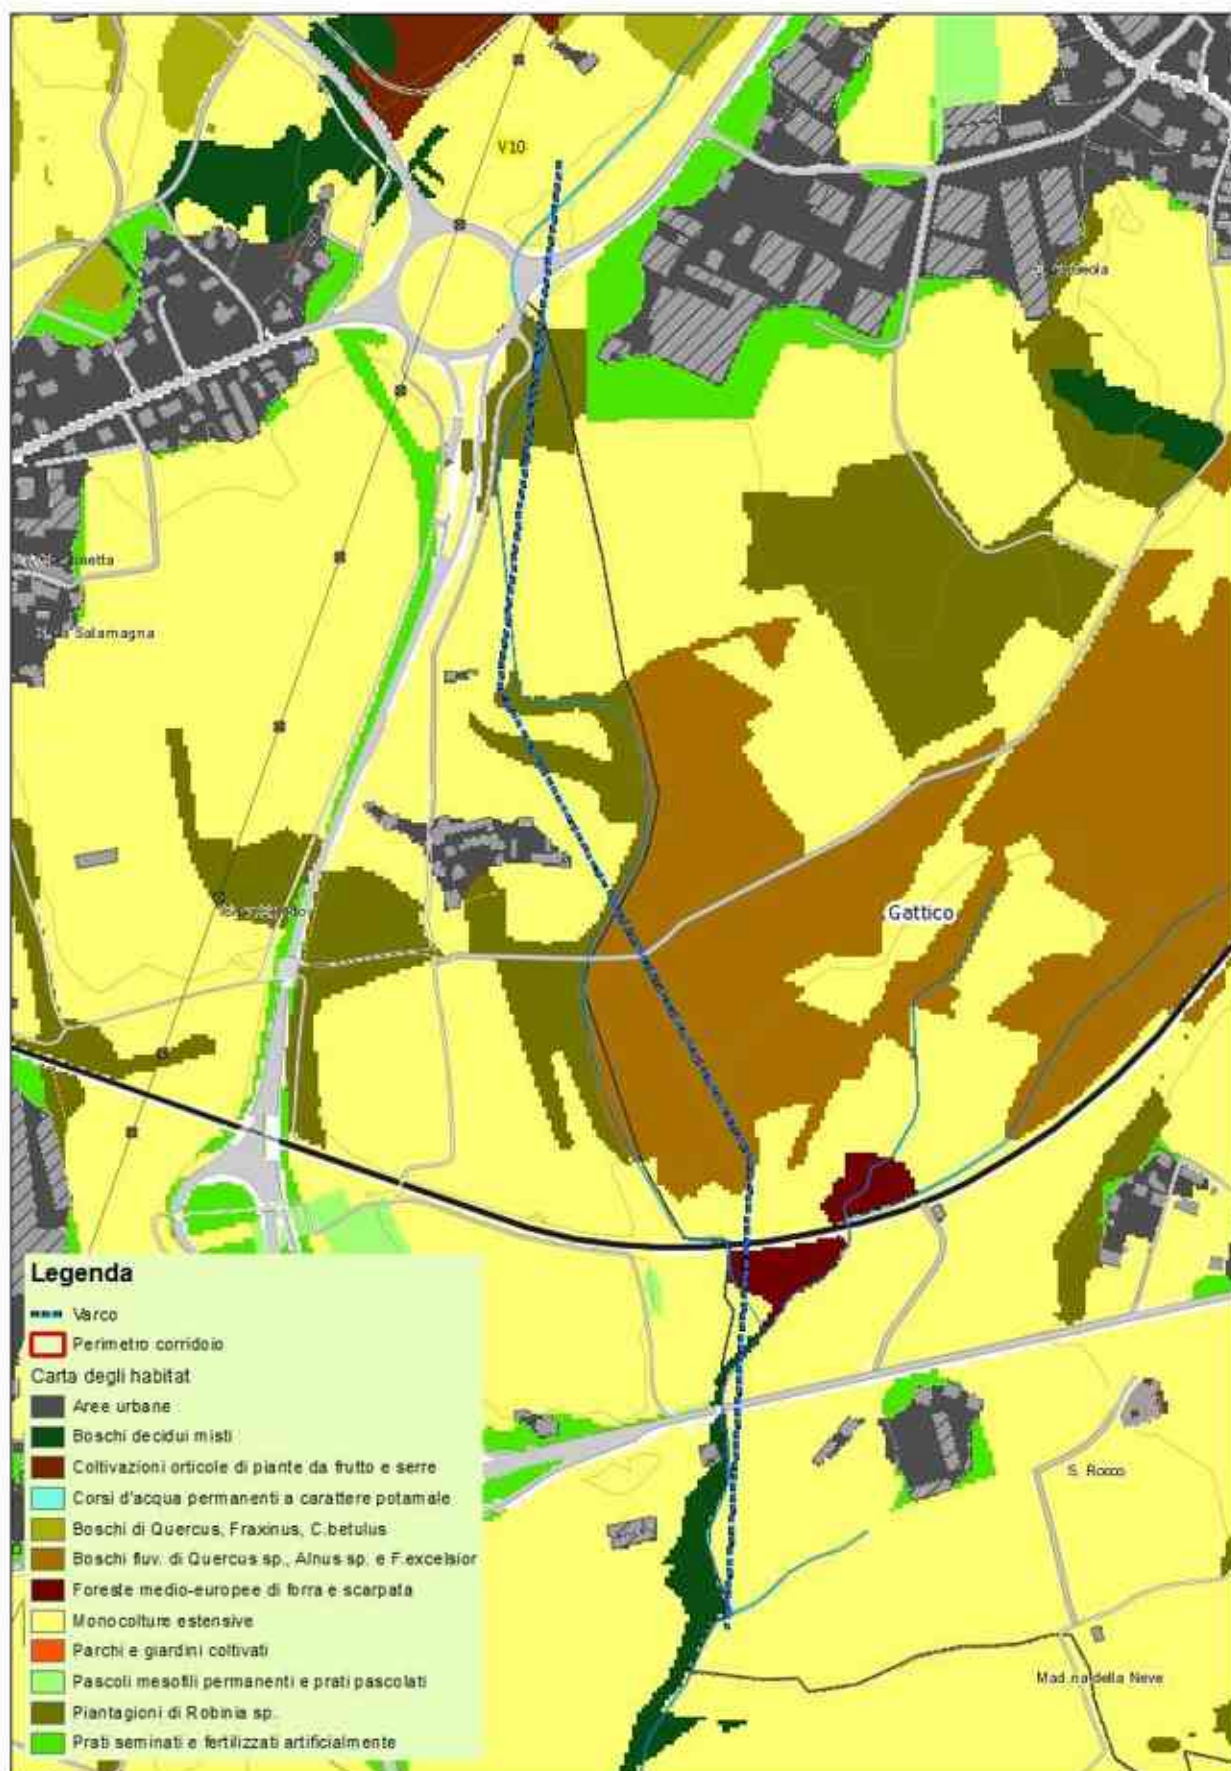 V10
Salamagna
Gattico
S. Rocco
Mad.na della Neve
Legenda
Varco
Perimetro corridoio
Carta degli habitat
Aree urbane
Boschi decidui misti
Coltivazioni orticole di piante da frutto e serre
Corsi d'acqua permanenti a carattere potamale
Boschi di Quercus, Fraxinus, C.betulus
Boschi fluv. di Quercus sp., Alnus sp. e F.excelsior
Foreste medio-europee di forra e scarpata
Monocolture estensive
Parchi e giardini coltivati
Pascoli mesofili permanenti e prati pascolati
Piantagioni di Robinia sp.
Prati seminati e fertilizzati artificialmente